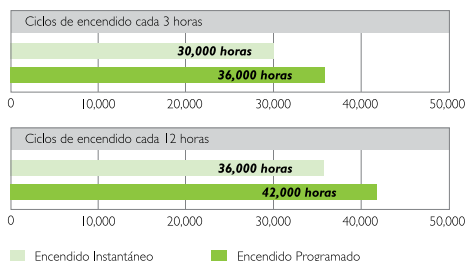 Ciclos de encendido cada 3 horas
30,000 horas
36,000 horas
0 10,000 20,000 30,000 40,000 50,000
Ciclos de encendido cada 12 horas
36,000 horas
42,000 horas
0 10,000 20,000 30,000 40,000 50,000
Encendido Instantáneo Encendido Programado